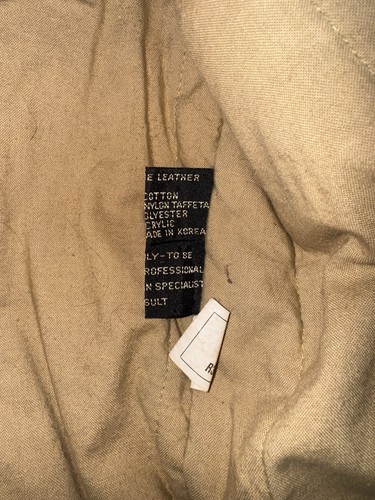 E LEATHER
COTTON
NYLON TAFFETA
OLYESTER
CRYLIC
ADE IN KOREA
LY-TO BE
ROFESSIONAL
N SPECIALIST
SULT